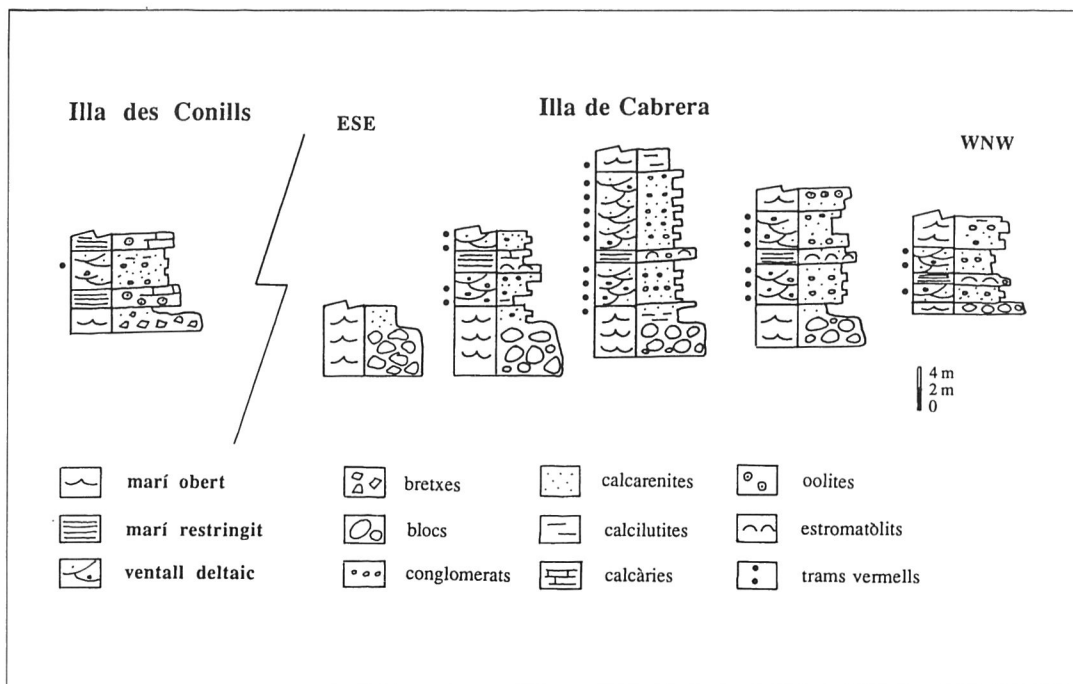 Illa des Conills
ESE
Illa de Cabrera
WNW
4 m
2 m
0
marí obert
bretxes
calcarenites
oolites
marí restringit
blocs
calcilutites
estromatòlits
ventall deltaic
conglomerats
calcàries
trams vermells